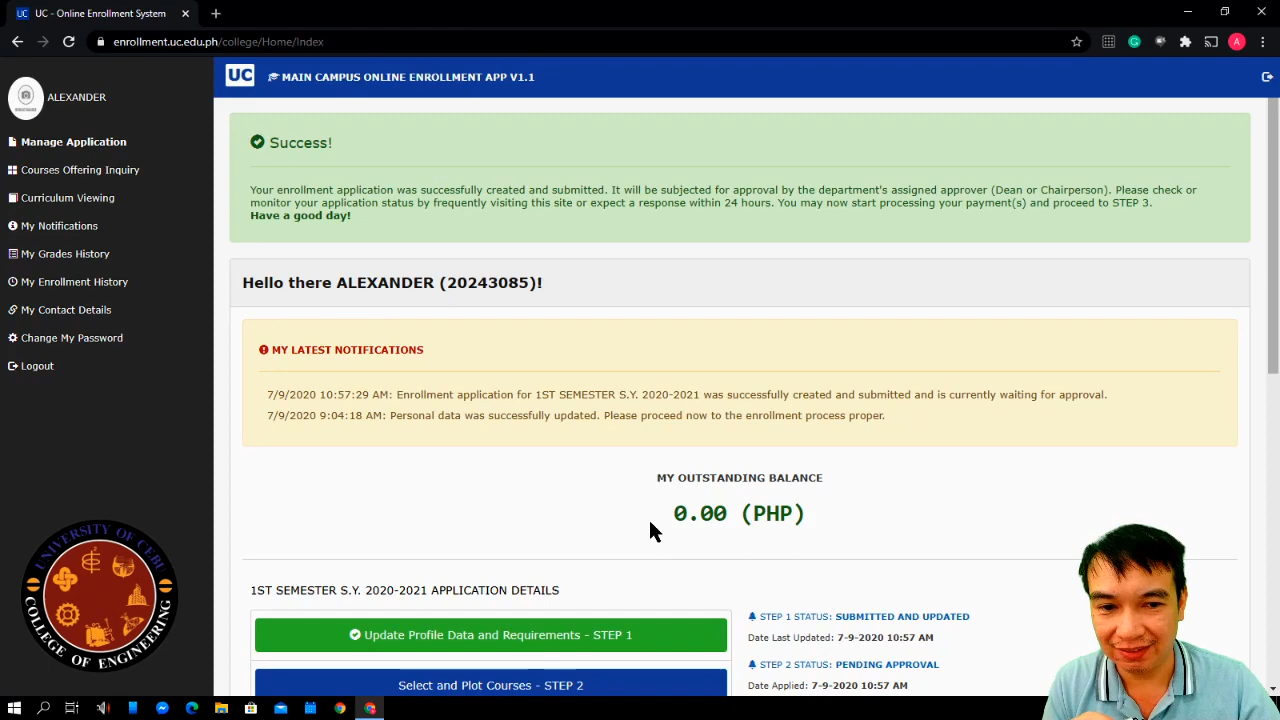 UC - Online Enrollment System
enrollment.uc.edu.ph/college/Home/Index
A
ALEXANDER
Manage Application
Courses Offering Inquiry
Curriculum Viewing
My Notifications
My Grades History
My Enrollment History
My Contact Details
Change My Password
Logout
UNIVERSITY OF CEBU
COLLEGE OF ENGINEERING
UC MAIN CAMPUS ONLINE ENROLLMENT APP V1.1
Success!
Your enrollment application was successfully created and submitted. It will be subjected for approval by the department's assigned approver (Dean or Chairperson). Please check or
monitor your application status by frequently visiting this site or expect a response within 24 hours. You may now start processing your payment(s) and proceed to STEP 3.
Have a good day!
Hello there ALEXANDER (20243085)!
MY LATEST NOTIFICATIONS
7/9/2020 10:57:29 AM: Enrollment application for 1ST SEMESTER S.Y. 2020-2021 was successfully created and submitted and is currently waiting for approval.
7/9/2020 9:04:18 AM: Personal data was successfully updated. Please proceed now to the enrollment process proper.
MY OUTSTANDING BALANCE
0.00 (PHP)
1ST SEMESTER S.Y. 2020-2021 APPLICATION DETAILS
Update Profile Data and Requirements - STEP 1
Select and Plot Courses - STEP 2
STEP 1 STATUS: SUBMITTED AND UPDATED
Date Last Updated: 7-9-2020 10:57 AM
STEP 2 STATUS: PENDING APPROVAL
Date Applied: 7-9-2020 10:57 AM